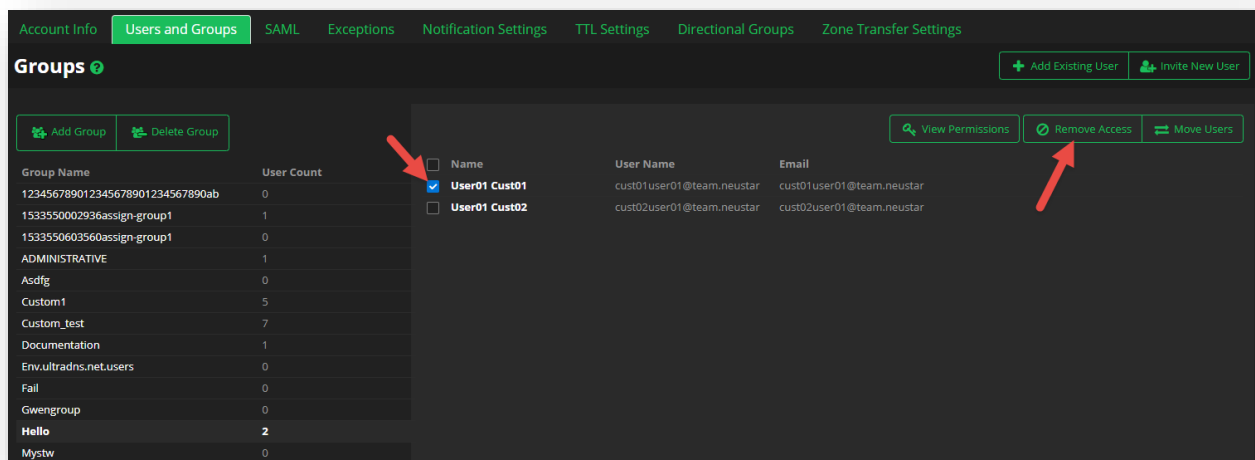 Account Info Users and Groups SAML Exceptions Notification Settings TTL Settings Directional Groups Zone Transfer Settings
Groups ?
Add Existing User Invite New User
Add Group Delete Group
View Permissions Remove Access Move Users
Group Name User Count
123456789012345678901234567890ab 0
1533550002936assign-group1 1
1533550603560assign-group1 0
ADMINISTRATIVE 1
Asdfg 0
Custom1 5
Custom_test 7
Documentation 1
Env.ultradns.net.users 0
Fail 0
Gwengroup 0
Hello 2
Mystw 0
Name User Name Email
User01 Cust01 cust01user01@team.neustar cust01user01@team.neustar
User01 Cust02 cust02user01@team.neustar cust02user01@team.neustar